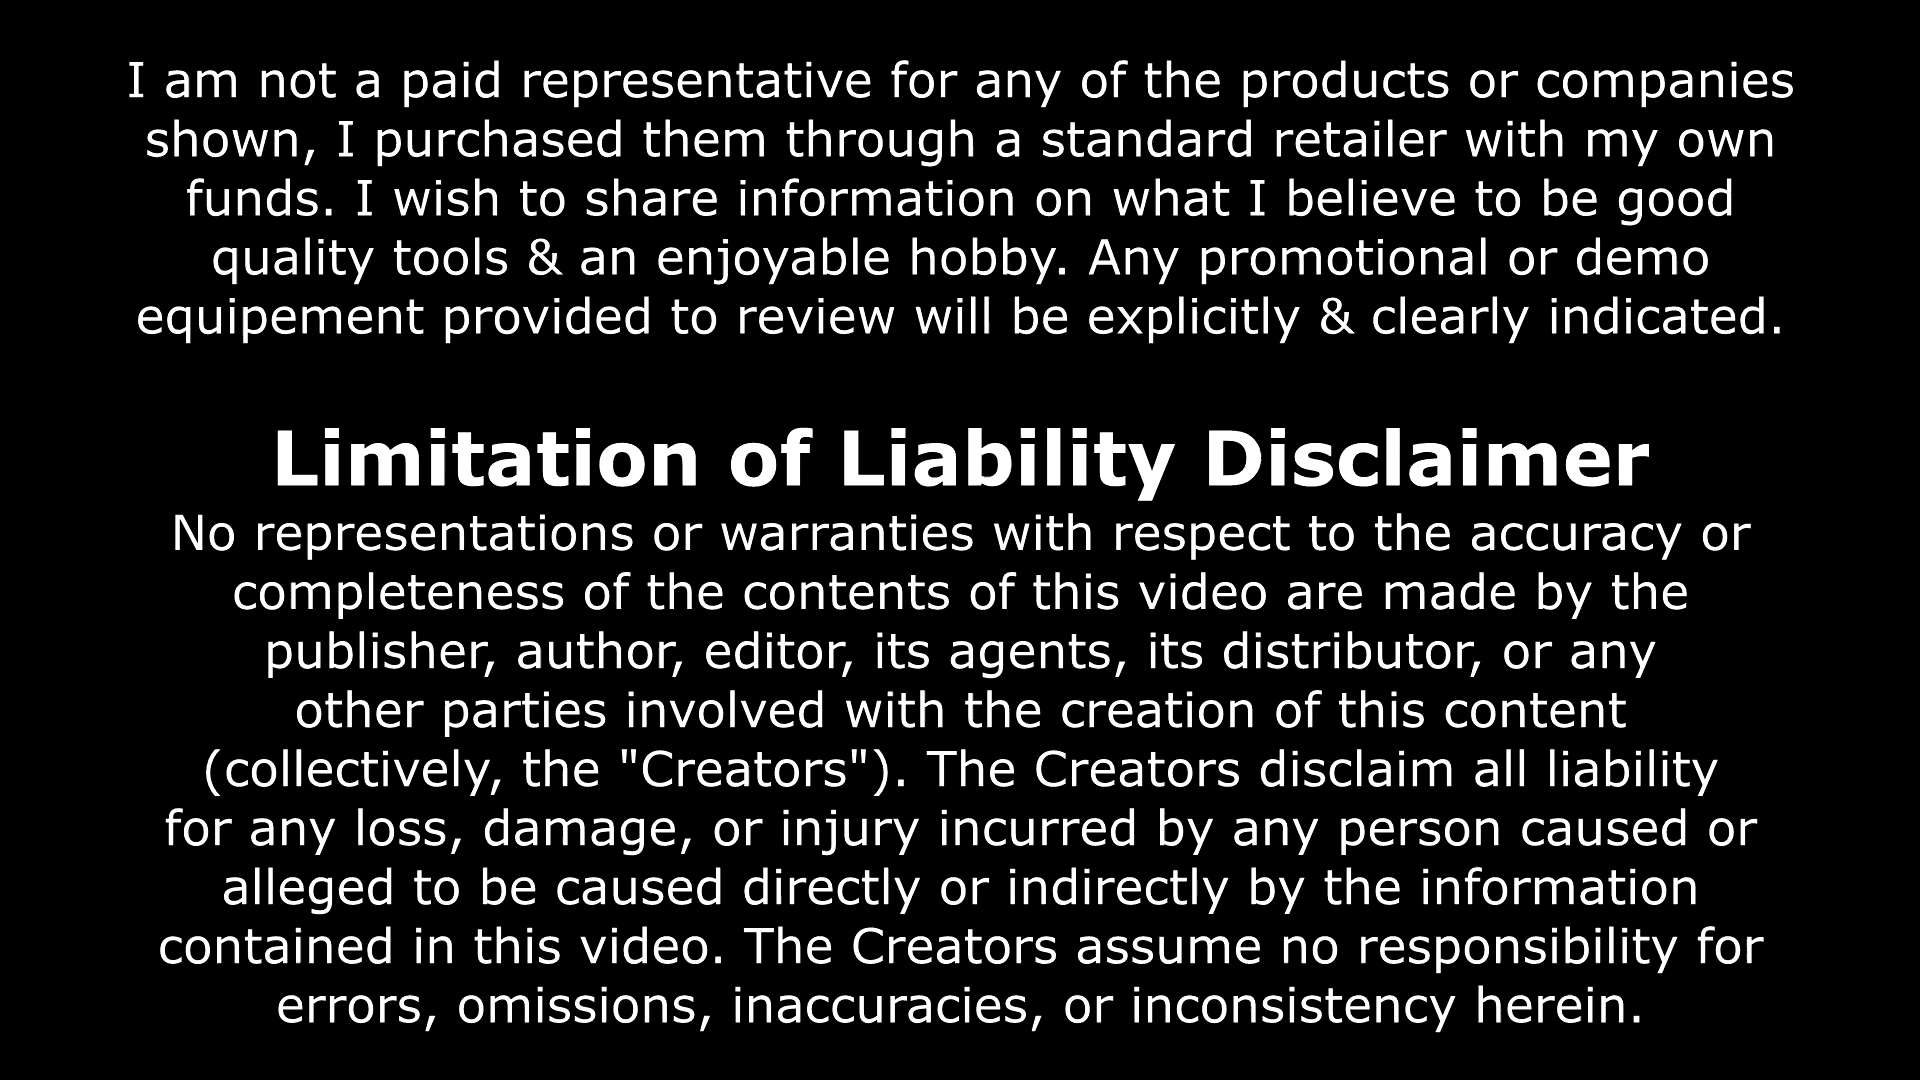 I am not a paid representative for any of the products or companies
shown, I purchased them through a standard retailer with my own
funds. I wish to share information on what I believe to be good
quality tools & an enjoyable hobby. Any promotional or demo
equipement provided to review will be explicitly & clearly indicated.
Limitation of Liability Disclaimer
No representations or warranties with respect to the accuracy or
completeness of the contents of this video are made by the
publisher, author, editor, its agents, its distributor, or any
other parties involved with the creation of this content
(collectively, the "Creators"). The Creators disclaim all liability
for any loss, damage, or injury incurred by any person caused or
alleged to be caused directly or indirectly by the information
contained in this video. The Creators assume no responsibility for
errors, omissions, inaccuracies, or inconsistency herein.